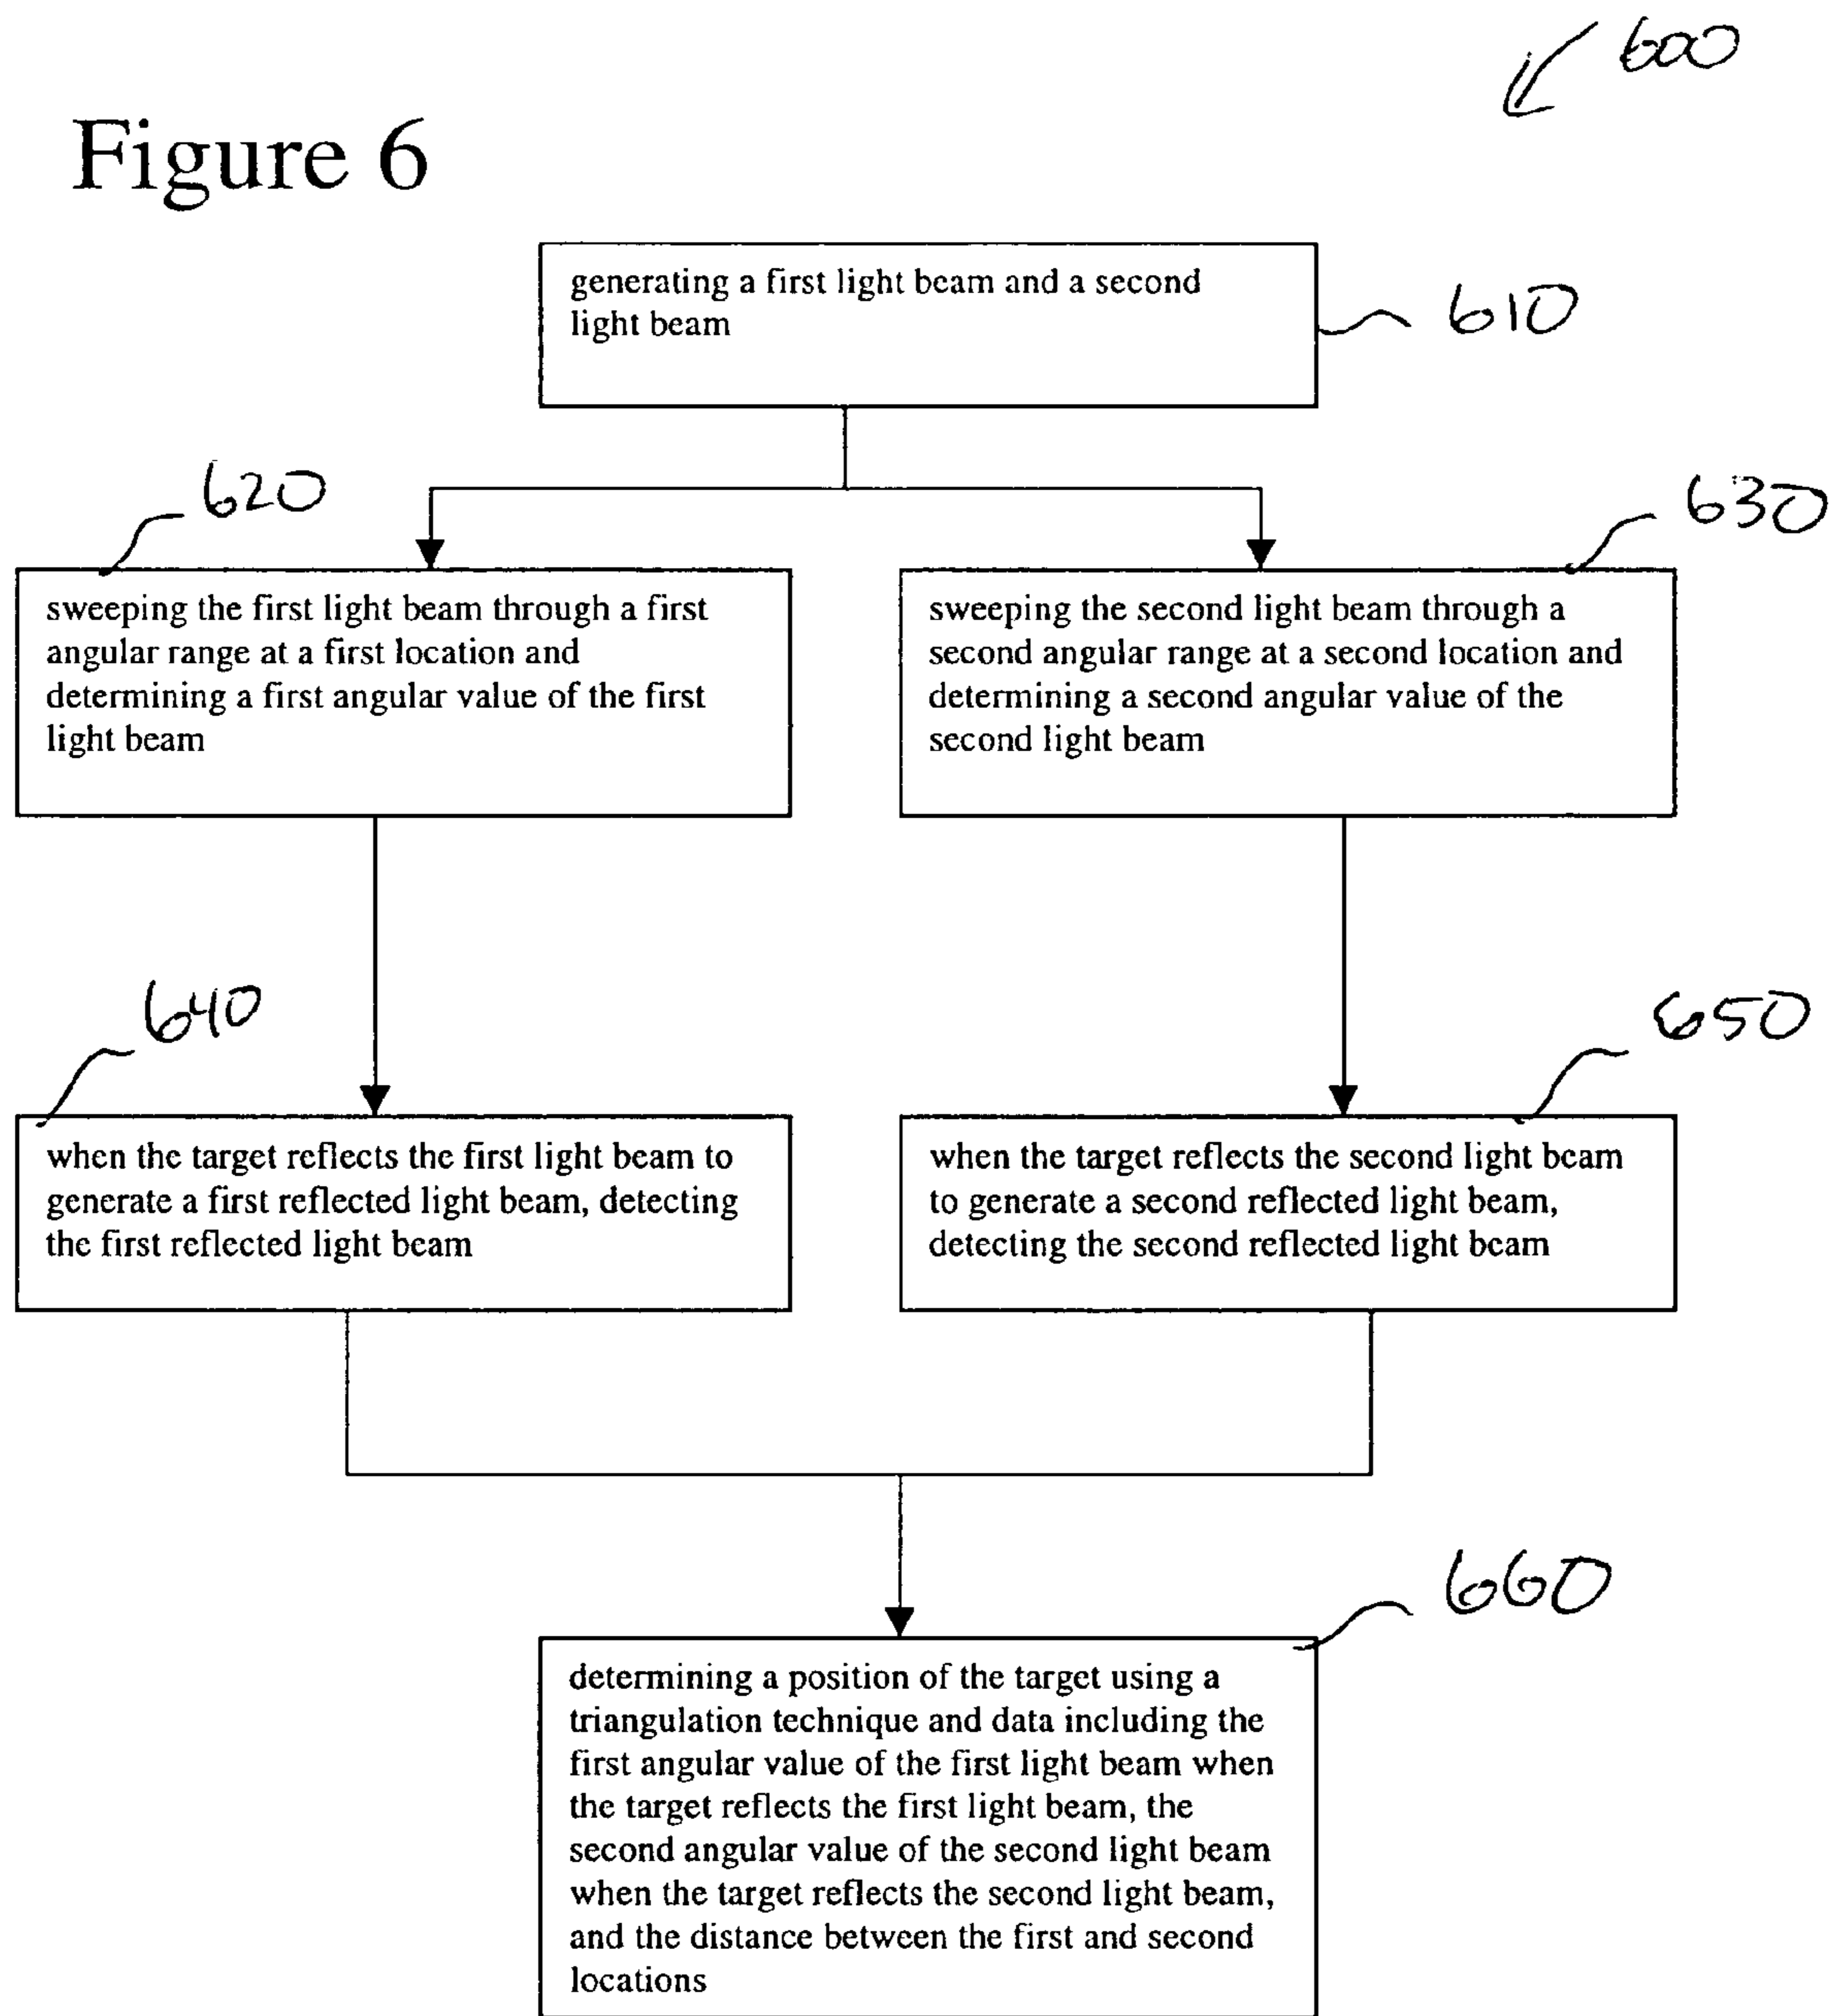 600
Figure 6
generating a first light beam and a second
light beam
610
620
630
sweeping the first light beam through a first
angular range at a first location and
determining a first angular value of the first
light beam
sweeping the second light beam through a
second angular range at a second location and
determining a second angular value of the
second light beam
640
650
when the target reflects the first light beam to
generate a first reflected light beam, detecting
the first reflected light beam
when the target reflects the second light beam
to generate a second reflected light beam,
detecting the second reflected light beam
660
determining a position of the target using a
triangulation technique and data including the
first angular value of the first light beam when
the target reflects the first light beam, the
second angular value of the second light beam
when the target reflects the second light beam,
and the distance between the first and second
locations